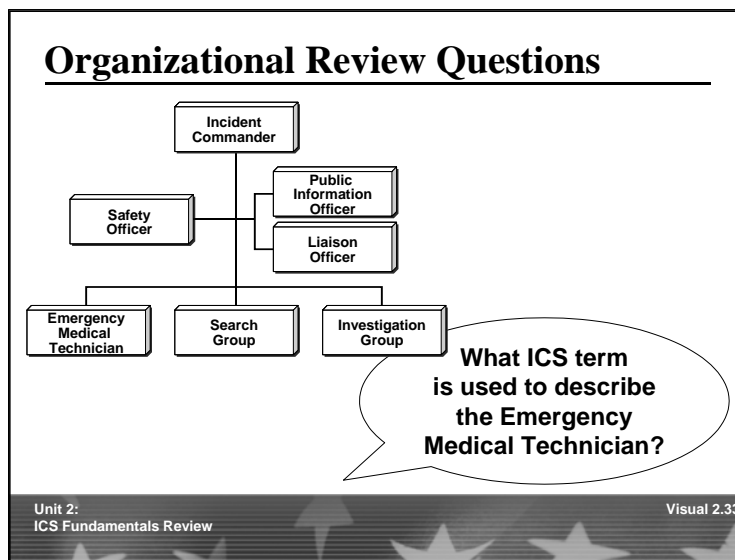 Organizational Review Questions
Incident
Commander
Public
Information
Officer
Safety
Officer
Liaison
Officer
Emergency
Medical
Technician
Search
Group
Investigation
Group
What ICS term
is used to describe
the Emergency
Medical Technician?
Unit 2:
ICS Fundamentals Review
Visual 2.33